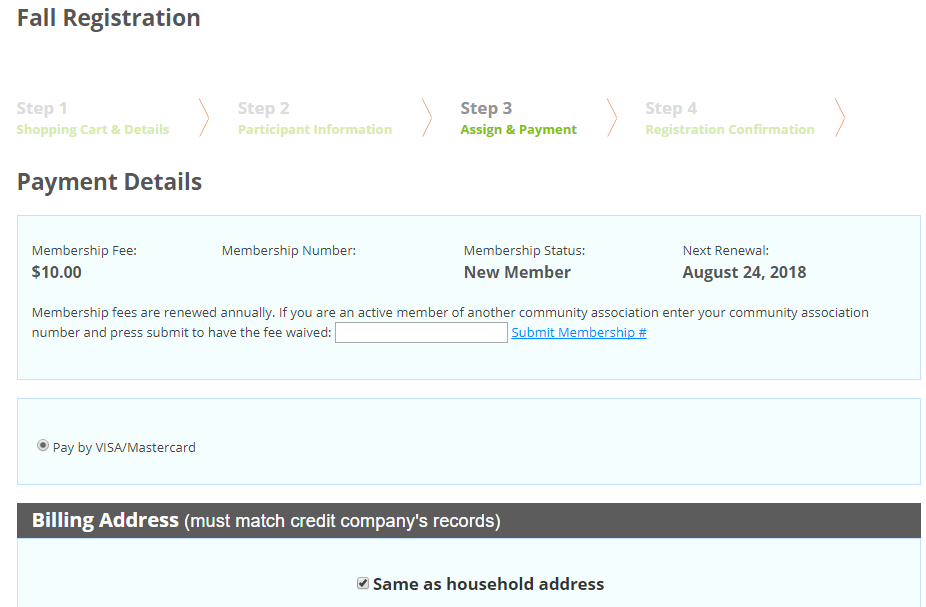 Fall Registration
Step 1
Shopping Cart & Details
Step 2
Participant Information
Step 3
Assign & Payment
Step 4
Registration Confirmation
Payment Details
Membership Fee:
$10.00
Membership Number:
Membership Status:
New Member
Next Renewal:
August 24, 2018
Membership fees are renewed annually. If you are an active member of another community association enter your community association
number and press submit to have the fee waived: Submit Membership #
Pay by VISA/Mastercard
Billing Address (must match credit company's records)
Same as household address